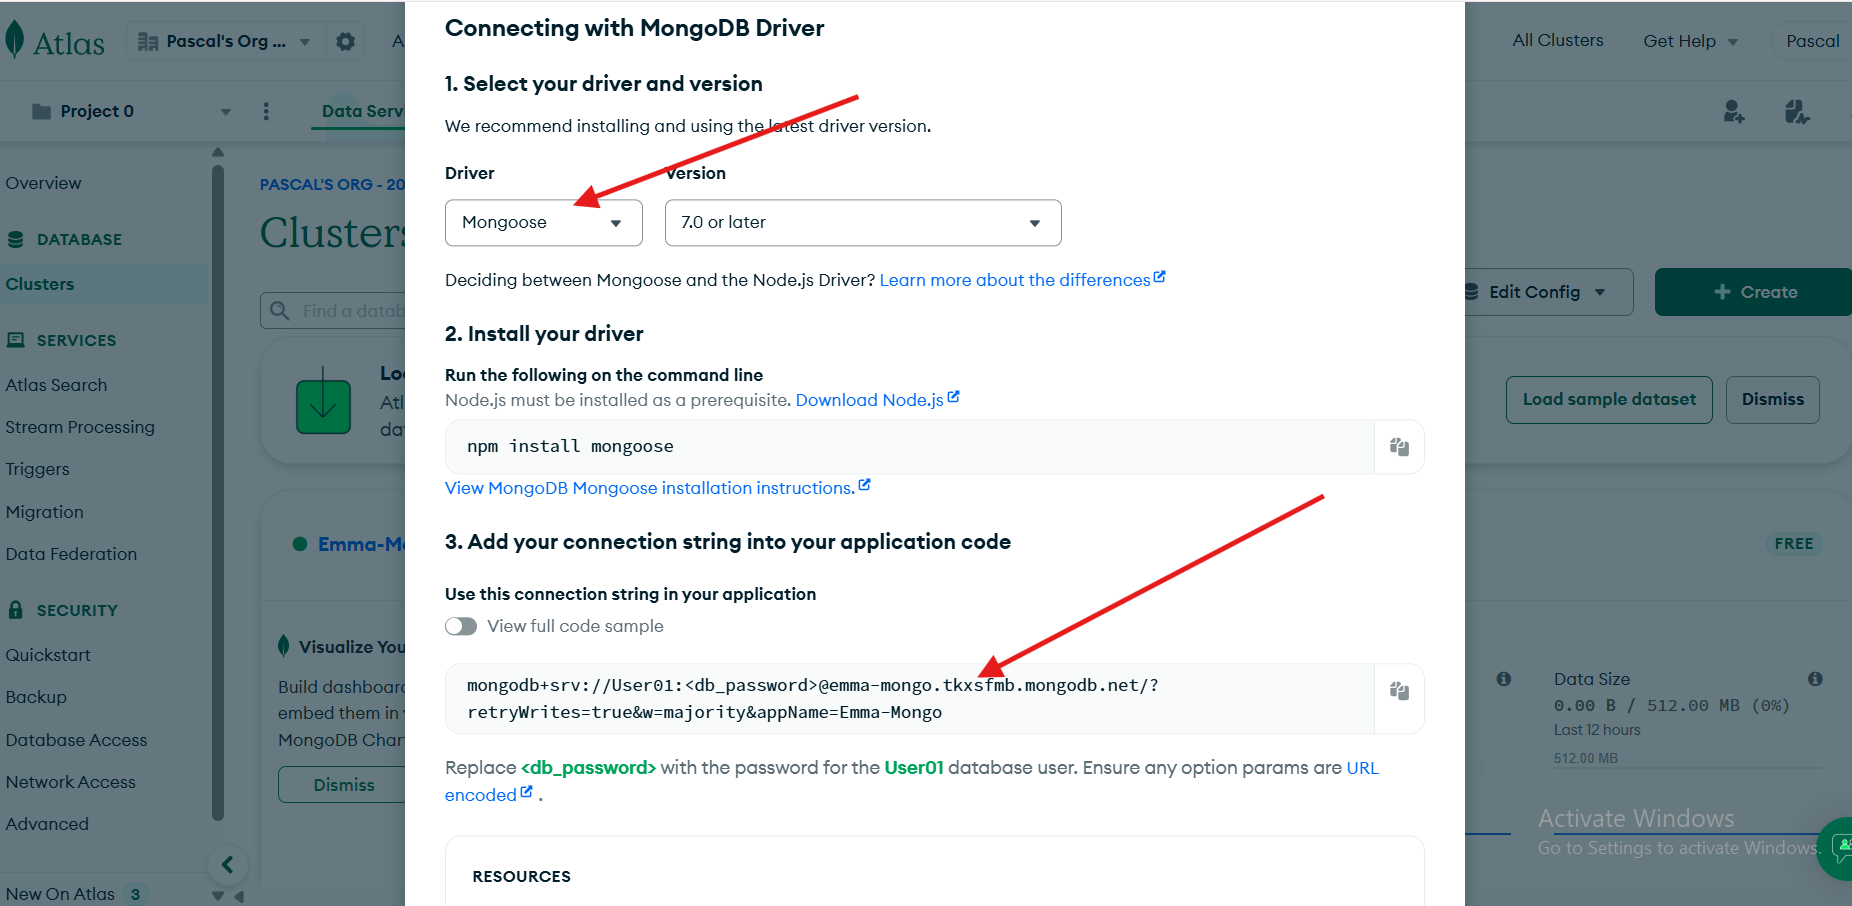 Atlas
Pascal's Org ...
All Clusters
Get Help
Pascal
Project 0
Data Servi
Overview
DATABASE
Clusters
SERVICES
Atlas Search
Stream Processing
Triggers
Migration
Data Federation
SECURITY
Quickstart
Backup
Database Access
Network Access
Advanced
New On Atlas 3
PASCAL'S ORG - 20
Clusters
Find a datab
Edit Config
+ Create
Load sample dataset
Dismiss
Emma-Mo
FREE
Visualize You
Build dashboard
embed them in
MongoDB Char
Dismiss
Data Size
0.00 B / 512.00 MB (0%)
Last 12 hours
512.00 MB
Activate Windows
Go to Settings to activate Windows.
Connecting with MongoDB Driver
1. Select your driver and version
We recommend installing and using the latest driver version.
Driver
Version
Mongoose
7.0 or later
Deciding between Mongoose and the Node.js Driver? Learn more about the differences
2. Install your driver
Run the following on the command line
Node.js must be installed as a prerequisite. Download Node.js
npm install mongoose
View MongoDB Mongoose installation instructions.
3. Add your connection string into your application code
Use this connection string in your application
View full code sample
mongodb+srv://User01:<db_password>@emma-mongo.tkxsfmb.mongodb.net/?
retryWrites=true&w=majority&appName=Emma-Mongo
Replace <db_password> with the password for the User01 database user. Ensure any option params are URL
encoded .
RESOURCES